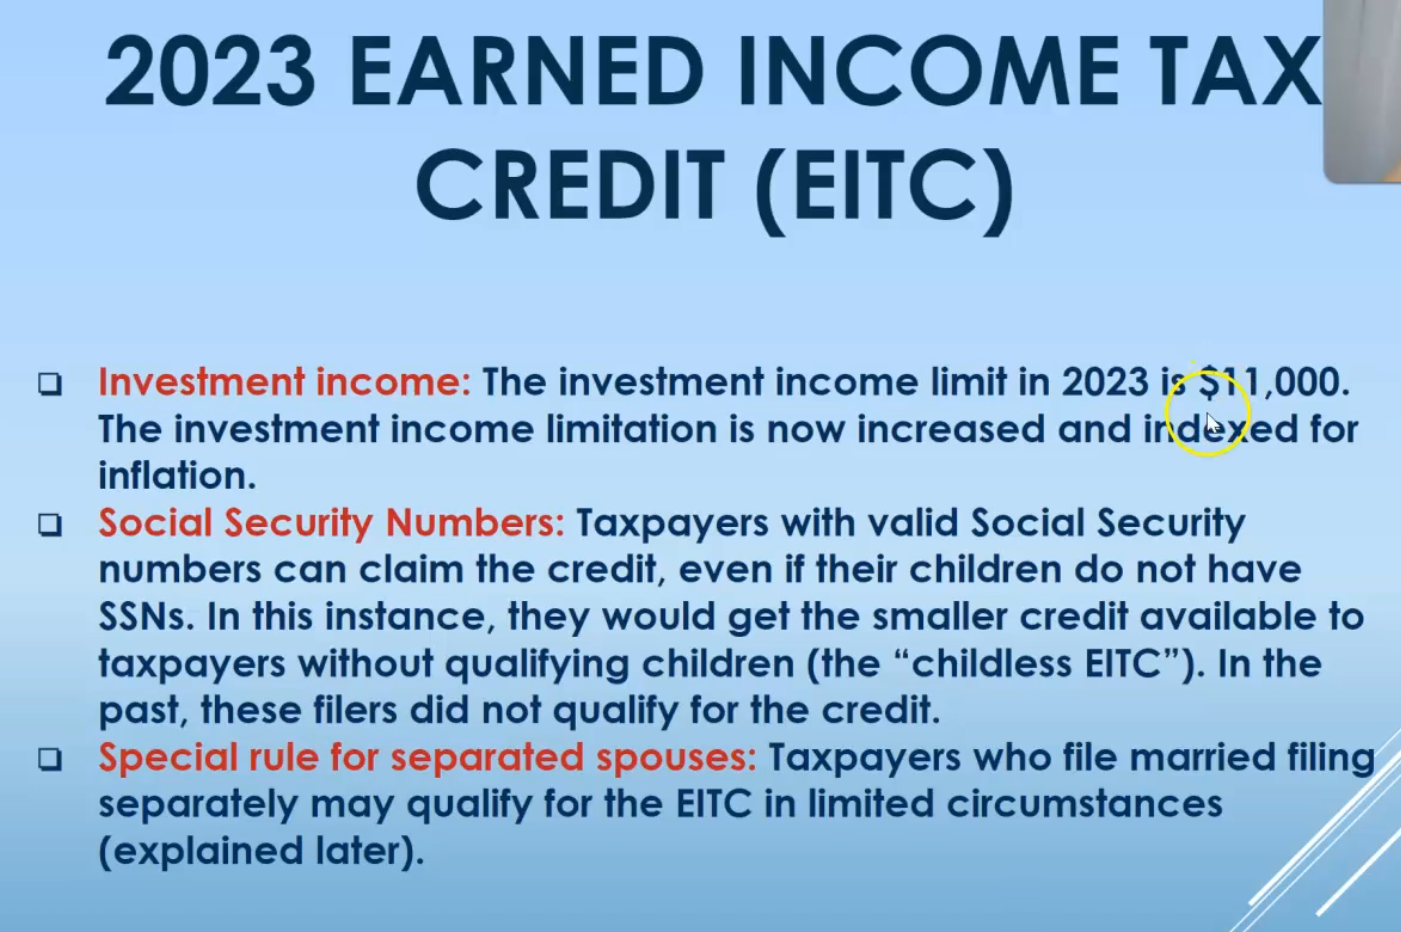 2023 EARNED INCOME TAX
CREDIT (EITC)
Investment income: The investment income limit in 2023 is $11,000.
The investment income limitation is now increased and indexed for
inflation.
Social Security Numbers: Taxpayers with valid Social Security
numbers can claim the credit, even if their children do not have
SSNs. In this instance, they would get the smaller credit available to
taxpayers without qualifying children (the “childless EITC”). In the
past, these filers did not qualify for the credit.
Special rule for separated spouses: Taxpayers who file married filing
separately may qualify for the EITC in limited circumstances
(explained later).